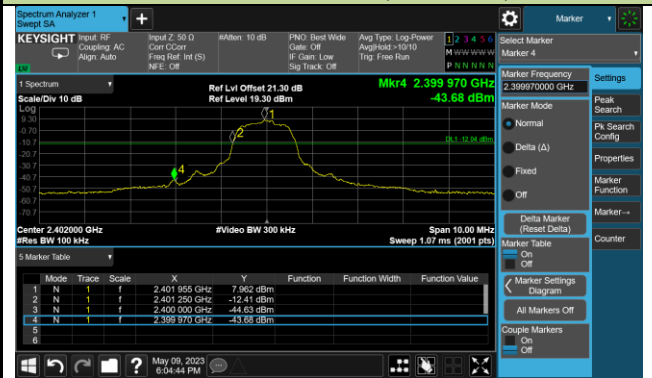 Spectrum Analyzer 1
Swept SA
Marker
KEYSIGHT
Input: RF
Coupling: AC
Align: Auto
Input Z: 50 Ω
Corr CCorr
Freq Ref: Int (S)
NFE: Off
#Atten: 10 dB
PNO: Best Wide
Gate: Off
IF Gain: Low
Sig Track: Off
Avg Type: Log-Power
Avg|Hold:>10/10
Trig: Free Run
1 2 3 4 5 6
M W W W W W
P N N N N N
Select Marker
Marker 4
1 Spectrum
Scale/Div 10 dB
Log
Ref Lvl Offset 21.30 dB
Ref Level 19.30 dBm
Mkr4 2.399 970 GHz
-43.68 dBm
9.30
-0.70
-10.7
-20.7
-30.7
-40.7
-50.7
-60.7
-70.7
1
2
4
DL1 -12.04 dBm
Center 2.402000 GHz
#Res BW 100 kHz
#Video BW 300 kHz
Span 10.00 MHz
Sweep 1.07 ms (2001 pts)
5 Marker Table
Mode Trace Scale X Y Function Function Width Function Value
1 N 1 f 2.401 955 GHz 7.962 dBm
2 N 1 f 2.401 250 GHz -12.41 dBm
3 N 1 f 2.400 000 GHz -44.63 dBm
4 N 1 f 2.399 970 GHz -43.68 dBm
5
6
Marker Frequency
2.399970000 GHz
Marker Mode
Normal
Delta (Δ)
Fixed
Off
Delta Marker
(Reset Delta)
Marker Table
On
Off
Marker Settings
Diagram
All Markers Off
Couple Markers
On
Off
Settings
Peak
Search
Pk Search
Config
Properties
Marker
Function
Marker→
Counter
?
May 09, 2023
6:04:44 PM